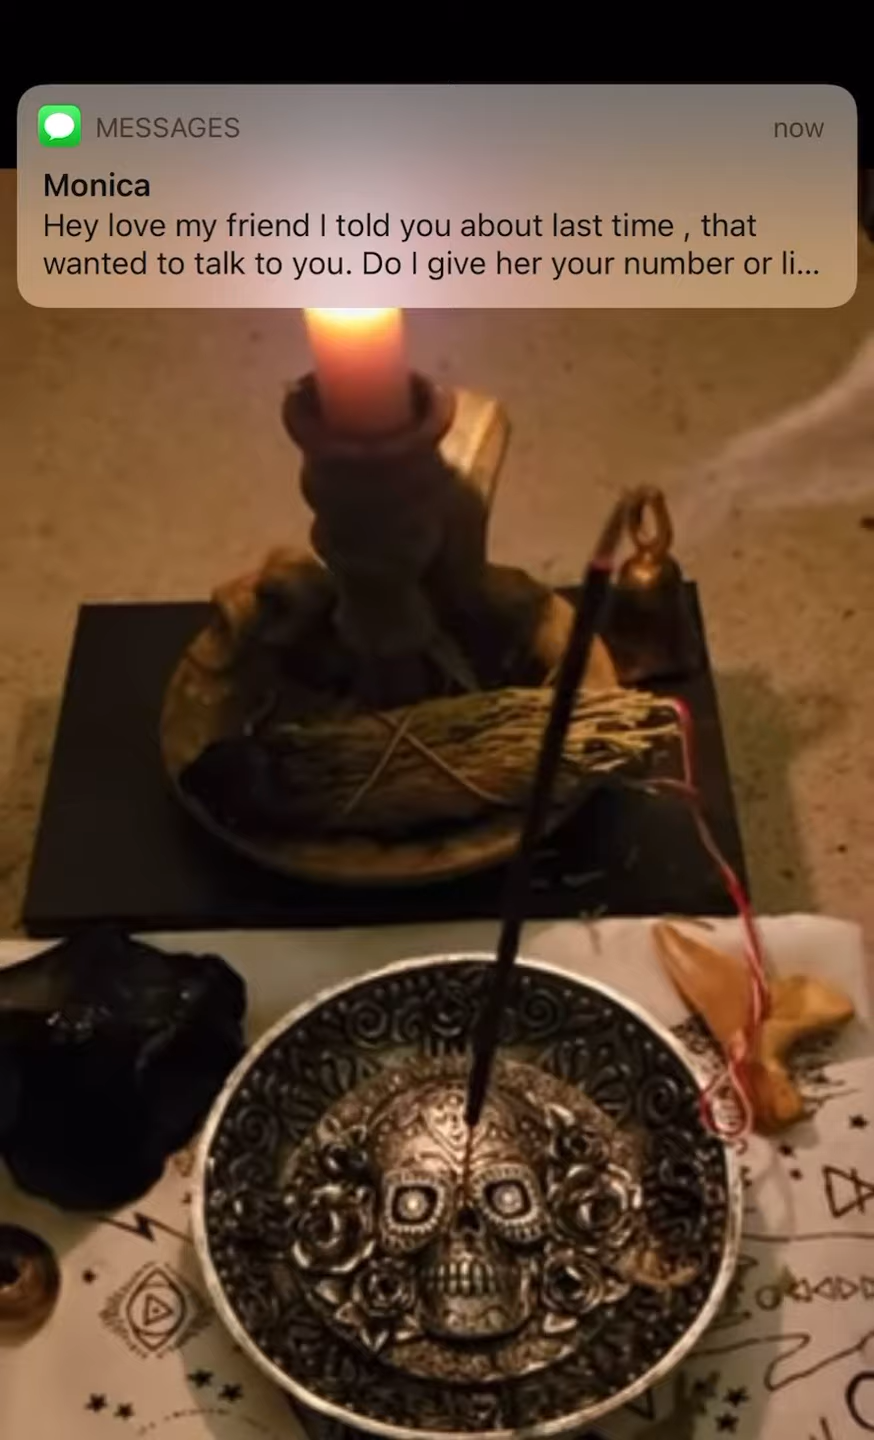 MESSAGES now
Monica
Hey love my friend I told you about last time , that
wanted to talk to you. Do I give her your number or li...